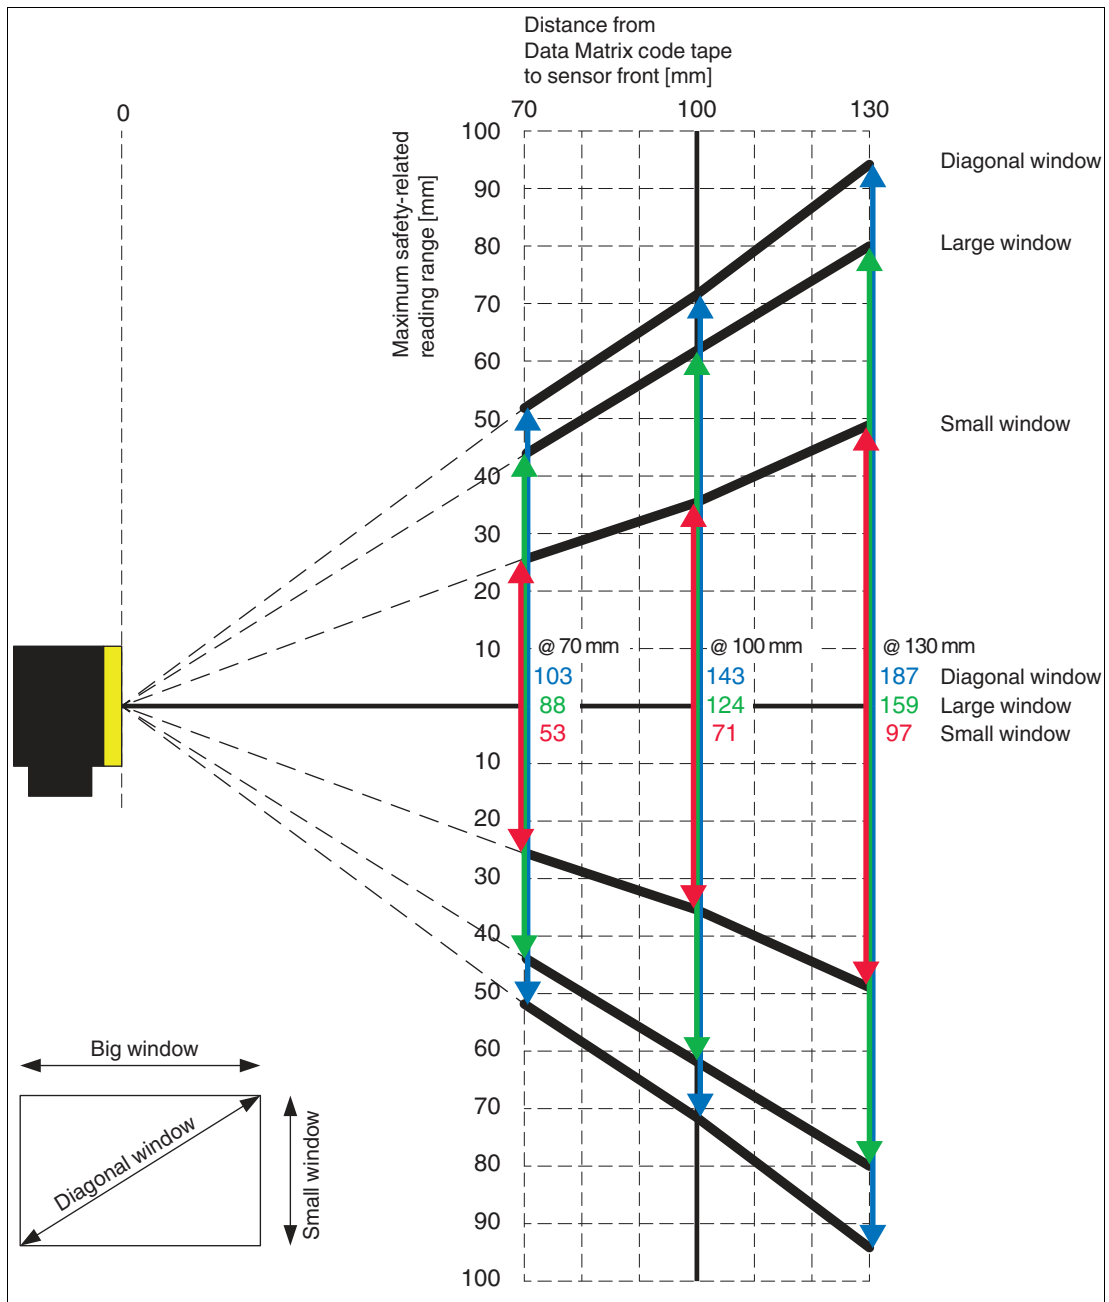 Distance from
Data Matrix code tape
to sensor front [mm]
0
70
100
130
Maximum safety-related
reading range [mm]
100
90
80
70
60
50
40
30
20
10
10
20
30
40
50
60
70
80
90
100
Diagonal window
Large window
Small window
@ 70 mm
103
88
53
@ 100 mm
143
124
71
@ 130 mm
187
159
97
Diagonal window
Large window
Small window
Big window
Diagonal window
Small window